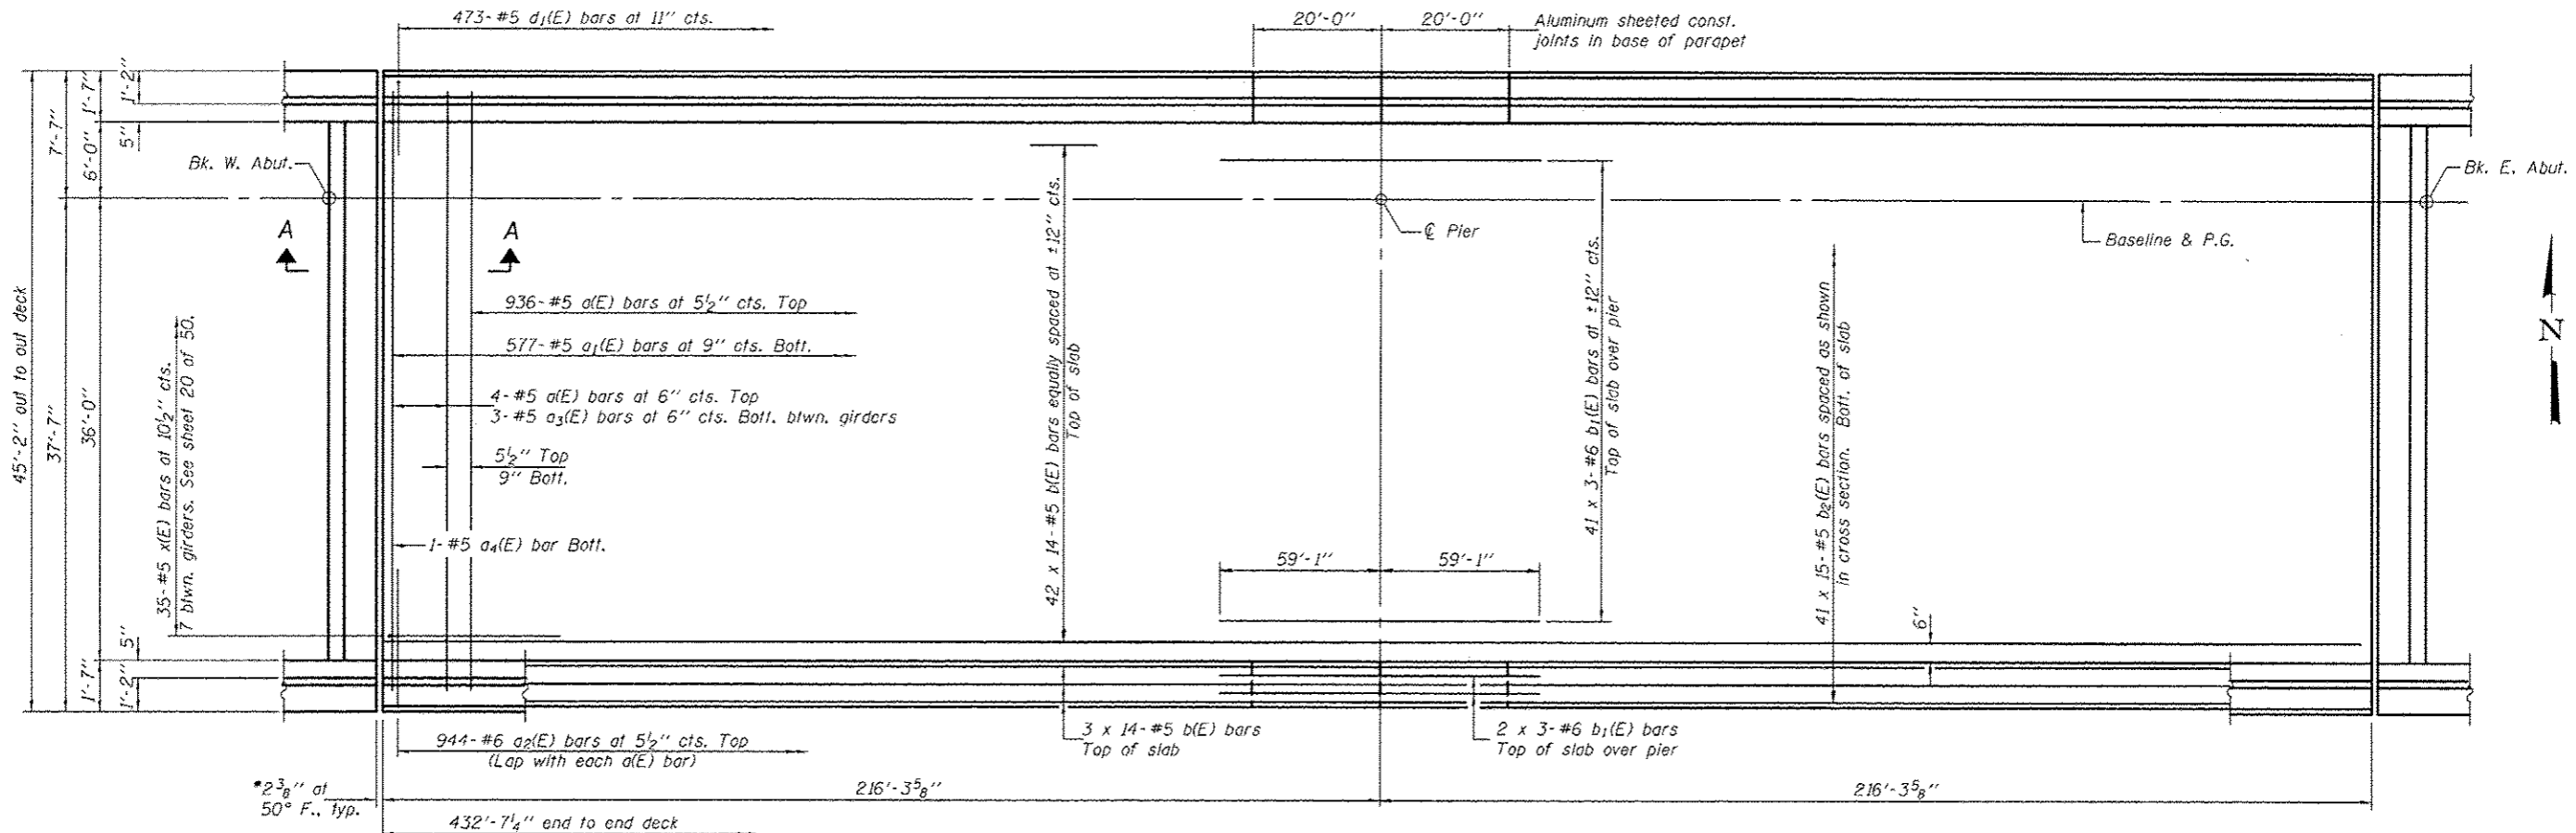 473-#5 d₁(E) bars at 11" cts.
20'-0"
20'-0"
Aluminum sheeted const.
joints in base of parapet
1'-2"
1'-7"
7'-7"
5"
6'-0"
Bk. W. Abut.
Bk. E. Abut.
℄ Pier
Baseline & P.G.
A
A
N
45'-2" out to out deck
37'-7"
36'-0"
35-#5 x(E) bars at 10½" cts.
7 btwn. girders. See sheet 20 of 50.
936-#5 a(E) bars at 5½" cts. Top
577-#5 a₁(E) bars at 9" cts. Bott.
4-#5 a(E) bars at 6" cts. Top
3-#5 a₃(E) bars at 6" cts. Bott. btwn. girders
5½" Top
9" Bott.
1-#5 a₄(E) bar Bott.
42 x 14-#5 b(E) bars equally spaced at ±12" cts.
Top of slab
41 x 3-#6 b₁(E) bars at ±12" cts.
Top of slab over pier
41 x 15-#5 b₂(E) bars spaced as shown
in cross section. Bott. of slab
59'-1"
59'-1"
6"
5"
1'-7"
1'-2"
944-#6 a₂(E) bars at 5½" cts. Top
(Lap with each a(E) bar)
3 x 14-#5 b(E) bars
Top of slab
2 x 3-#6 b₁(E) bars
Top of slab over pier
*2⅜" at
50° F., typ.
216'-3⅝"
216'-3⅝"
432'-7¼" end to end deck